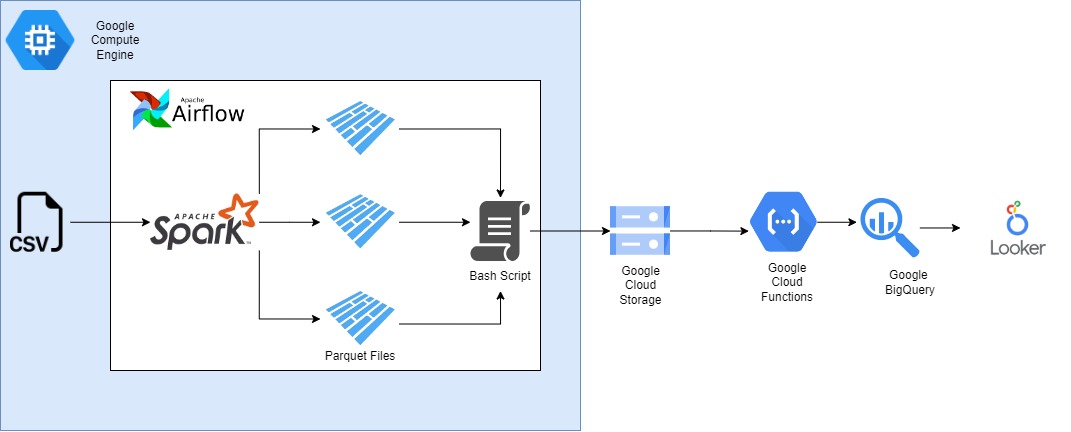 Google
Compute
Engine
Apache
Airflow
CSV
APACHE
Spark™
Bash Script
Parquet Files
Google
Cloud
Storage
{...}
Google
Cloud
Functions
Google
BigQuery
Looker